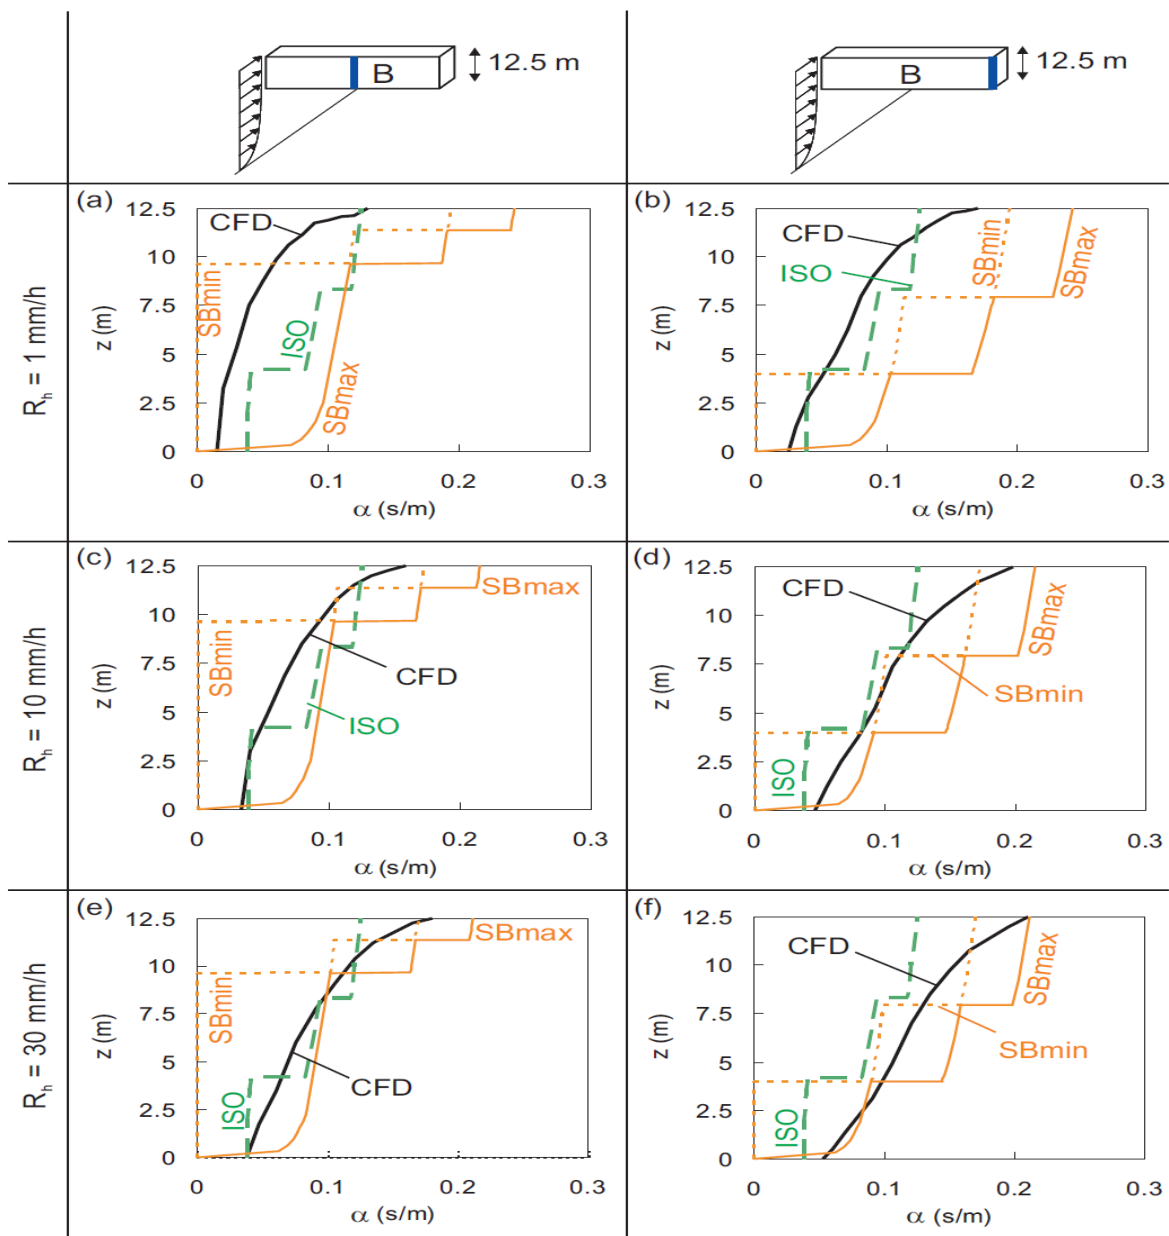 B
12.5 m
B
12.5 m
R_h = 1 mm/h
(a)
12.5
10
7.5
5
2.5
0
z (m)
CFD
SBmin
ISO
SBmax
0
0.1
0.2
0.3
α (s/m)
(b)
12.5
10
7.5
5
2.5
0
z (m)
CFD
ISO
SBmin
SBmax
0
0.1
0.2
0.3
α (s/m)
R_h = 10 mm/h
(c)
12.5
10
7.5
5
2.5
0
z (m)
SBmax
SBmin
CFD
ISO
0
0.1
0.2
0.3
α (s/m)
(d)
12.5
10
7.5
5
2.5
0
z (m)
CFD
SBmax
SBmin
ISO
0
0.1
0.2
0.3
α (s/m)
R_h = 30 mm/h
(e)
12.5
10
7.5
5
2.5
0
z (m)
SBmax
SBmin
CFD
ISO
0
0.1
0.2
0.3
α (s/m)
(f)
12.5
10
7.5
5
2.5
0
z (m)
CFD
SBmax
SBmin
ISO
0
0.1
0.2
0.3
α (s/m)